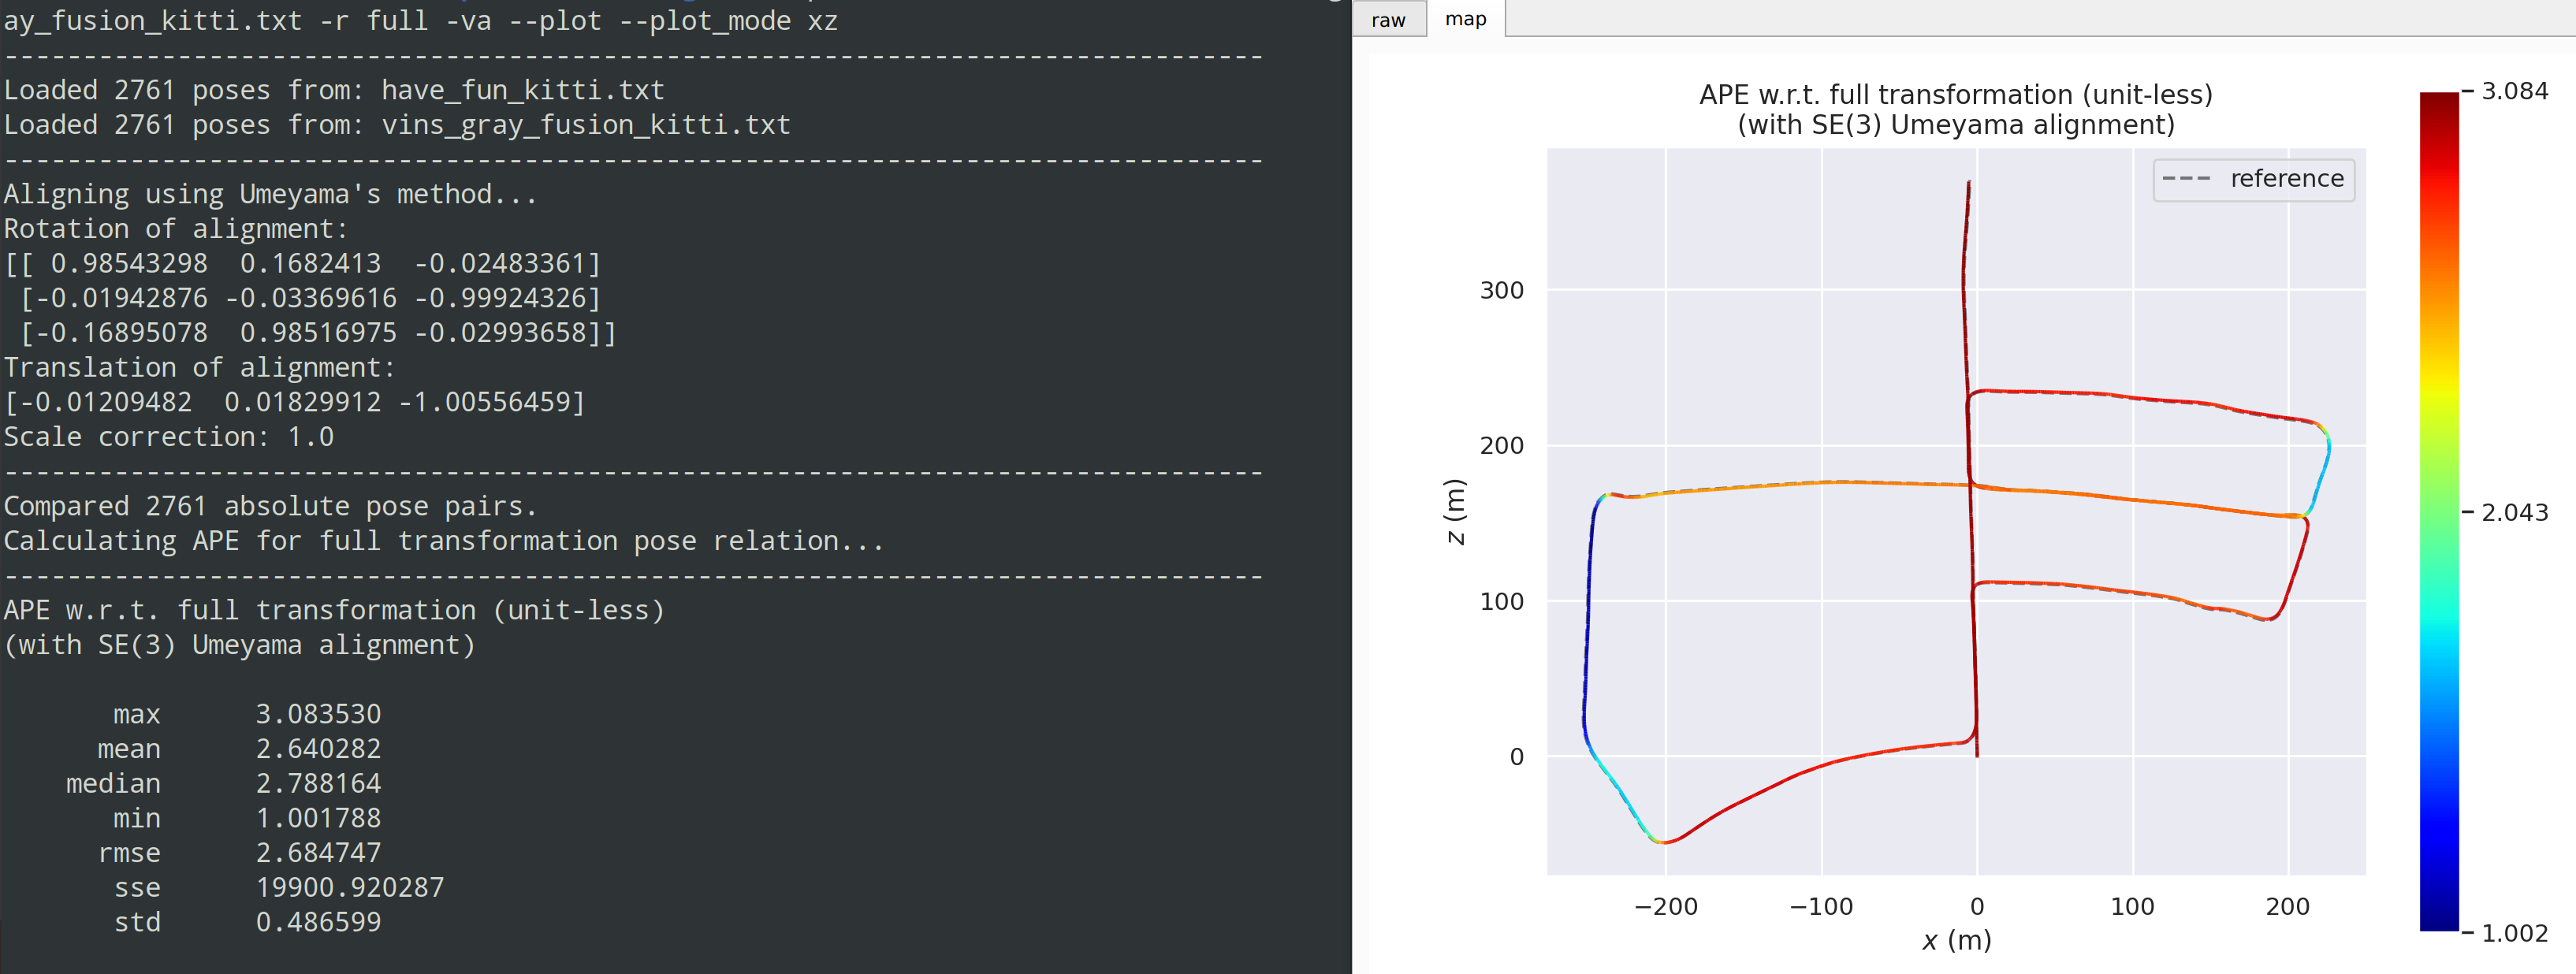 ay_fusion_kitti.txt -r full -va --plot --plot_mode xz
--------------------------------------------------------------------------------
Loaded 2761 poses from: have_fun_kitti.txt
Loaded 2761 poses from: vins_gray_fusion_kitti.txt
--------------------------------------------------------------------------------
Aligning using Umeyama's method...
Rotation of alignment:
[[ 0.98543298  0.1682413  -0.02483361]
 [-0.01942876 -0.03369616 -0.99924326]
 [-0.16895078  0.98516975 -0.02993658]]
Translation of alignment:
[-0.01209482  0.01829912 -1.00556459]
Scale correction: 1.0
--------------------------------------------------------------------------------
Compared 2761 absolute pose pairs.
Calculating APE for full transformation pose relation...
--------------------------------------------------------------------------------
APE w.r.t. full transformation (unit-less)
(with SE(3) Umeyama alignment)
max 3.083530
mean 2.640282
median 2.788164
min 1.001788
rmse 2.684747
sse 19900.920287
std 0.486599
raw map
APE w.r.t. full transformation (unit-less)
(with SE(3) Umeyama alignment)
reference
z (m)
300
200
100
0
−200 −100 0 100 200
x (m)
3.084
2.043
1.002